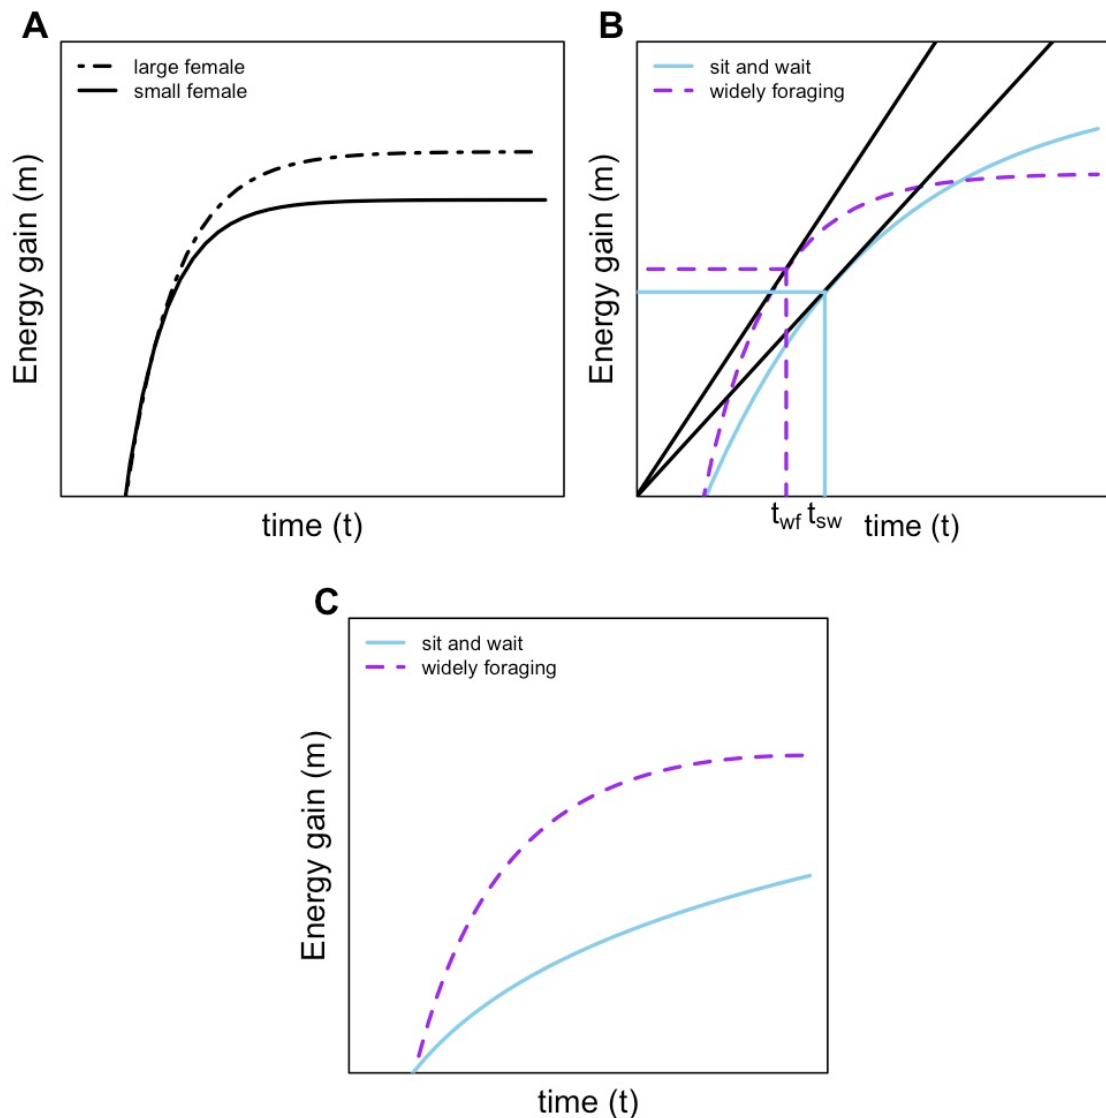 A
large female
small female
Energy gain (m)
time (t)
B
sit and wait
widely foraging
Energy gain (m)
twf tsw
time (t)
C
sit and wait
widely foraging
Energy gain (m)
time (t)